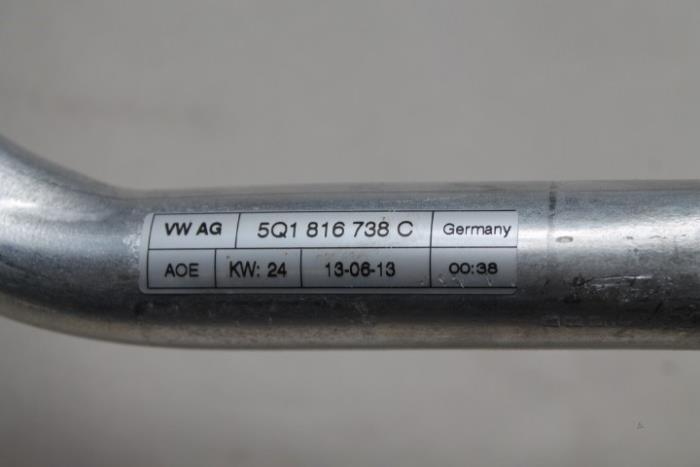 VW AG 5Q1 816 738 C Germany
AOE KW: 24 13-06-13 00:38